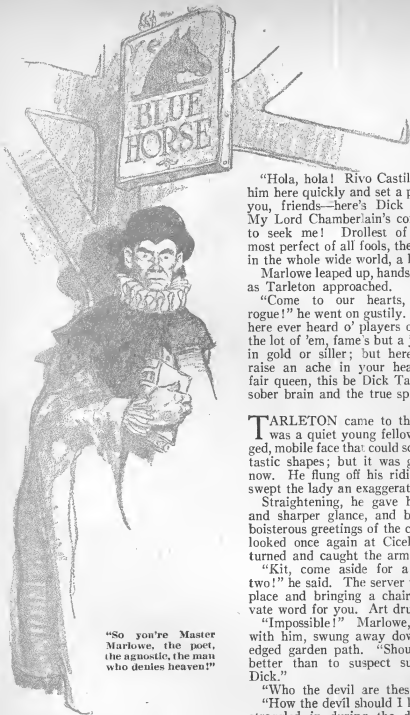 Ye
BLUE
HORSE
"So you're Master
Marlowe, the poet,
the agnostic, the man
who denies heaven!"
"Hola, hola! Rivo Castil
him here quickly and set a p
you, friends—here's Dick
My Lord Chamberlain's co
to seek me! Drollest of
most perfect of all fools, the
in the whole wide world, a l
Marlowe leaped up, hands
as Tarleton approached.
"Come to our hearts,
rogue!" he went on gustily.
here ever heard o' players o
the lot of 'em, fame's but a j
in gold or siller; but here
raise an ache in your hea
fair queen, this be Dick Ta
sober brain and the true sp
TARLETON came to th
was a quiet young fellov
ged, mobile face that could sc
tastic shapes; but it was g
now. He flung off his ridi
swept the lady an exaggerat
Straightening, he gave h
and sharper glance, and b
boisterous greetings of the c
looked once again at Cicel
turned and caught the arm
"Kit, come aside for a
two!" he said. The server
place and bringing a chair
vate word for you. Art dru
"Impossible!" Marlowe,
with him, swung away dov
edged garden path. "Shou
better than to suspect su
Dick."
"Who the devil are thes
"How the devil should I l